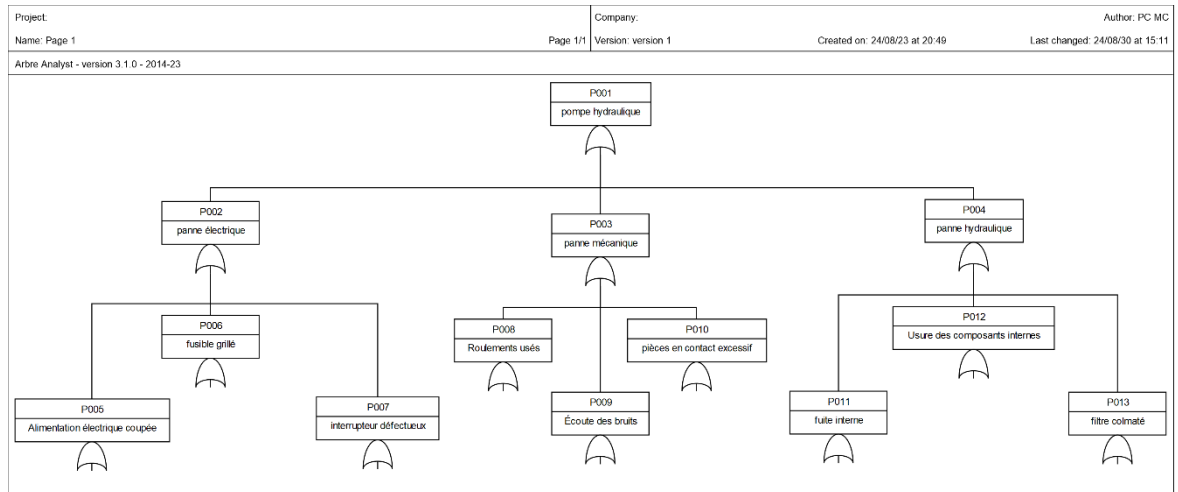 Project:
Company:
Author: PC MC
Name: Page 1
Page 1/1
Version: version 1
Created on: 24/08/23 at 20:49
Last changed: 24/08/30 at 15:11
Arbre Analyst - version 3.1.0 - 2014-23
P001
pompe hydraulique
P002
panne électrique
P003
panne mécanique
P004
panne hydraulique
P005
Alimentation électrique coupée
P006
fusible grillé
P007
interrupteur défectueux
P008
Roulements usés
P009
Écoute des bruits
P010
pièces en contact excessif
P011
fuite interne
P012
Usure des composants internes
P013
filtre colmaté